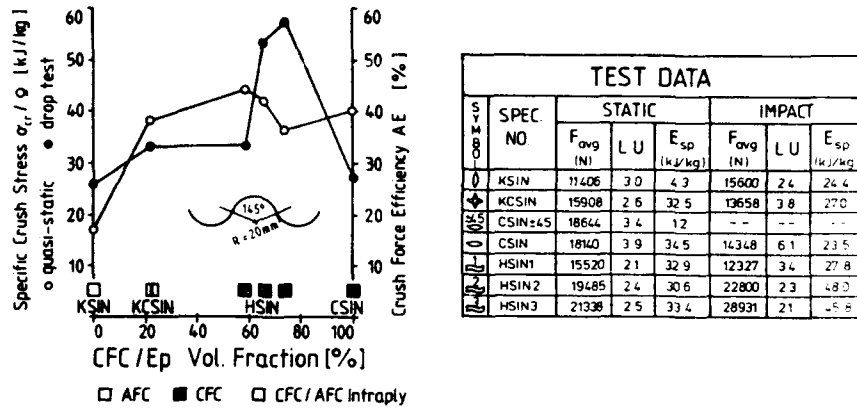 Specific Crush Stress σcr / ϱ [kJ/kg]
o quasi-static ● drop test
60
50
40
30
20
10
60
50
40
30
20
10
Crush Force Efficiency AE [%]
145°
R = 20mm
KSIN KCSIN HSIN CSIN
0 20 40 60 80 100
CFC/Ep Vol. Fraction [%]
□ AFC ■ CFC □ CFC/AFC Intraply
TEST DATA
SYMBOL SPEC. NO. STATIC IMPACT
Favg (N) LU Esp (kJ/kg) Favg (N) LU Esp (kJ/kg)
KSIN 11406 3.0 4.3 15600 2.4 24.4
KCSIN 15908 2.6 32.5 13658 3.8 27.0
±45 CSIN±45 18644 3.4 12 -- -- --
CSIN 18140 3.9 34.5 14348 6.1 23.5
1 HSIN1 15520 2.1 32.9 12327 3.4 27.8
2 HSIN2 19485 2.4 30.6 22800 2.3 48.0
HSIN3 21338 2.5 33.4 28931 2.1 45.8